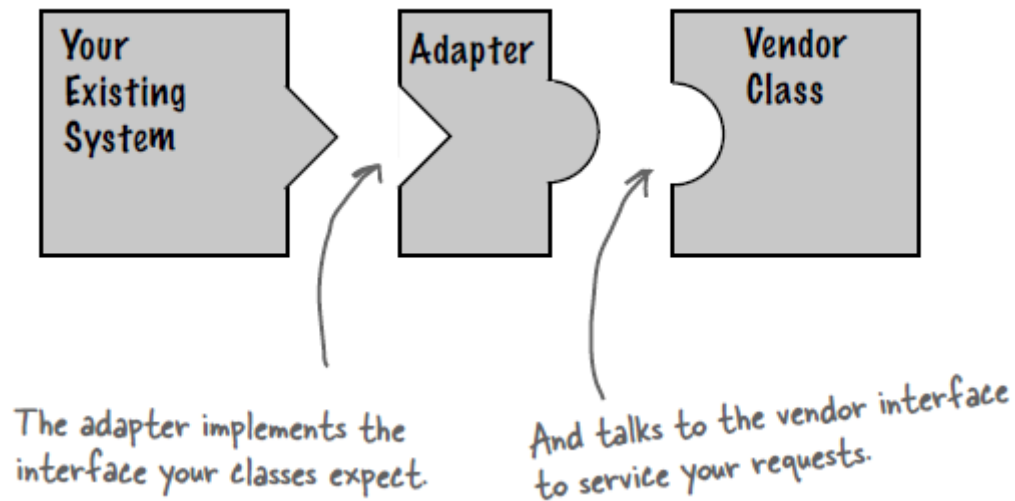 Your
Existing
System
Adapter
Vendor
Class
The adapter implements the
interface your classes expect.
And talks to the vendor interface
to service your requests.